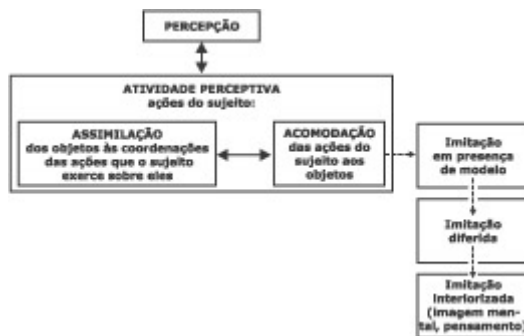 PERCEPÇÃO
ATIVIDADE PERCEPTIVA
ações do sujeito:
ASSIMILAÇÃO
dos objetos às coordenações
das ações que o sujeito
exerce sobre eles
ACOMODAÇÃO
das ações do
sujeito aos
objetos
Imitação
em presença
de modelo
Imitação
diferida
Imitação
interiorizada
(imagem men-
tal, pensamento)